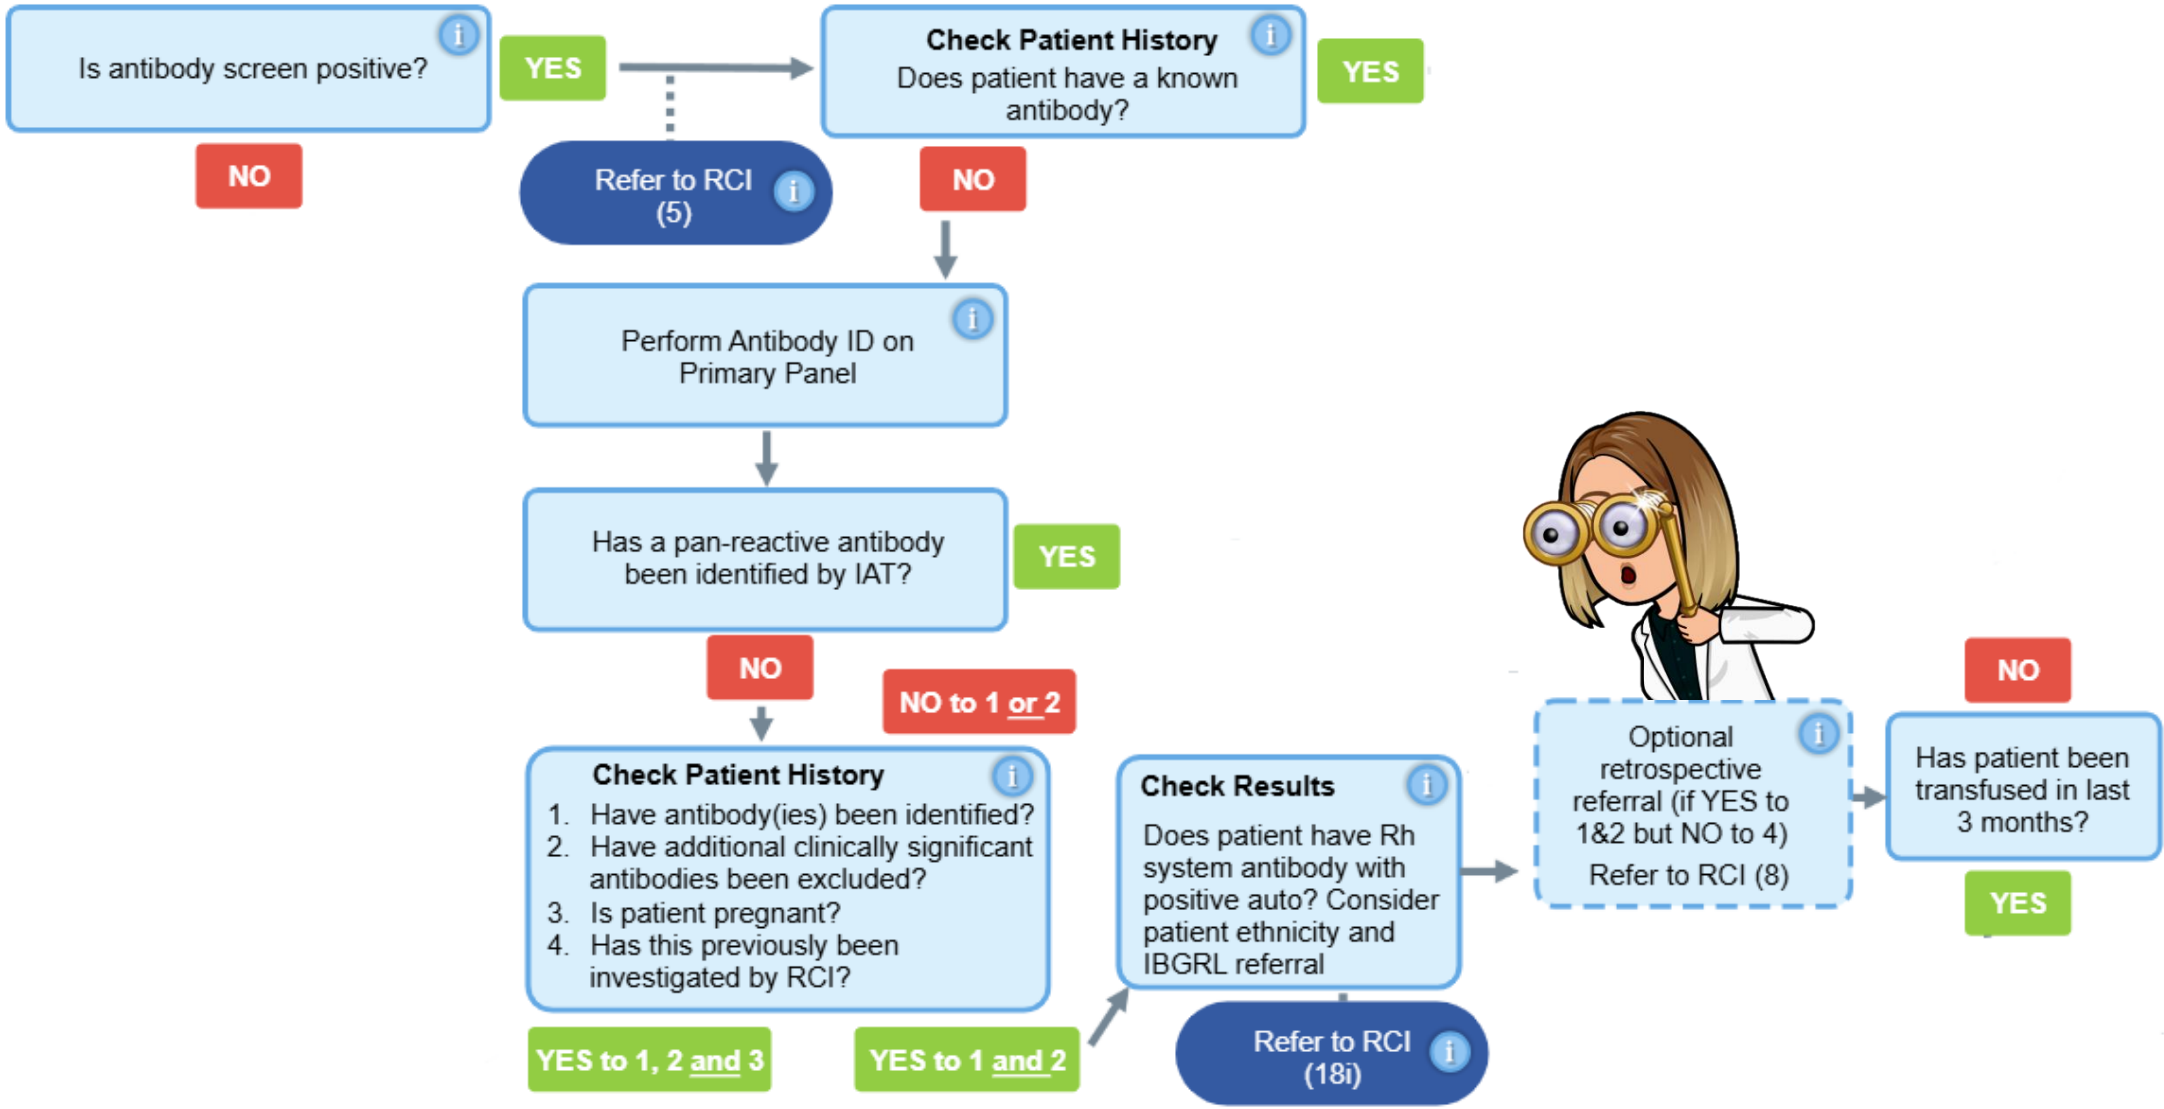 Is antibody screen positive?
YES
NO
Refer to RCI
(5)
Check Patient History
Does patient have a known
antibody?
YES
NO
Perform Antibody ID on
Primary Panel
Has a pan-reactive antibody
been identified by IAT?
YES
NO
NO to 1 or 2
Check Patient History
1. Have antibody(ies) been identified?
2. Have additional clinically significant
antibodies been excluded?
3. Is patient pregnant?
4. Has this previously been
investigated by RCI?
YES to 1, 2 and 3
YES to 1 and 2
Check Results
Does patient have Rh
system antibody with
positive auto? Consider
patient ethnicity and
IBGRL referral
Refer to RCI
(18i)
Optional
retrospective
referral (if YES to
1&2 but NO to 4)
Refer to RCI (8)
NO
Has patient been
transfused in last
3 months?
YES